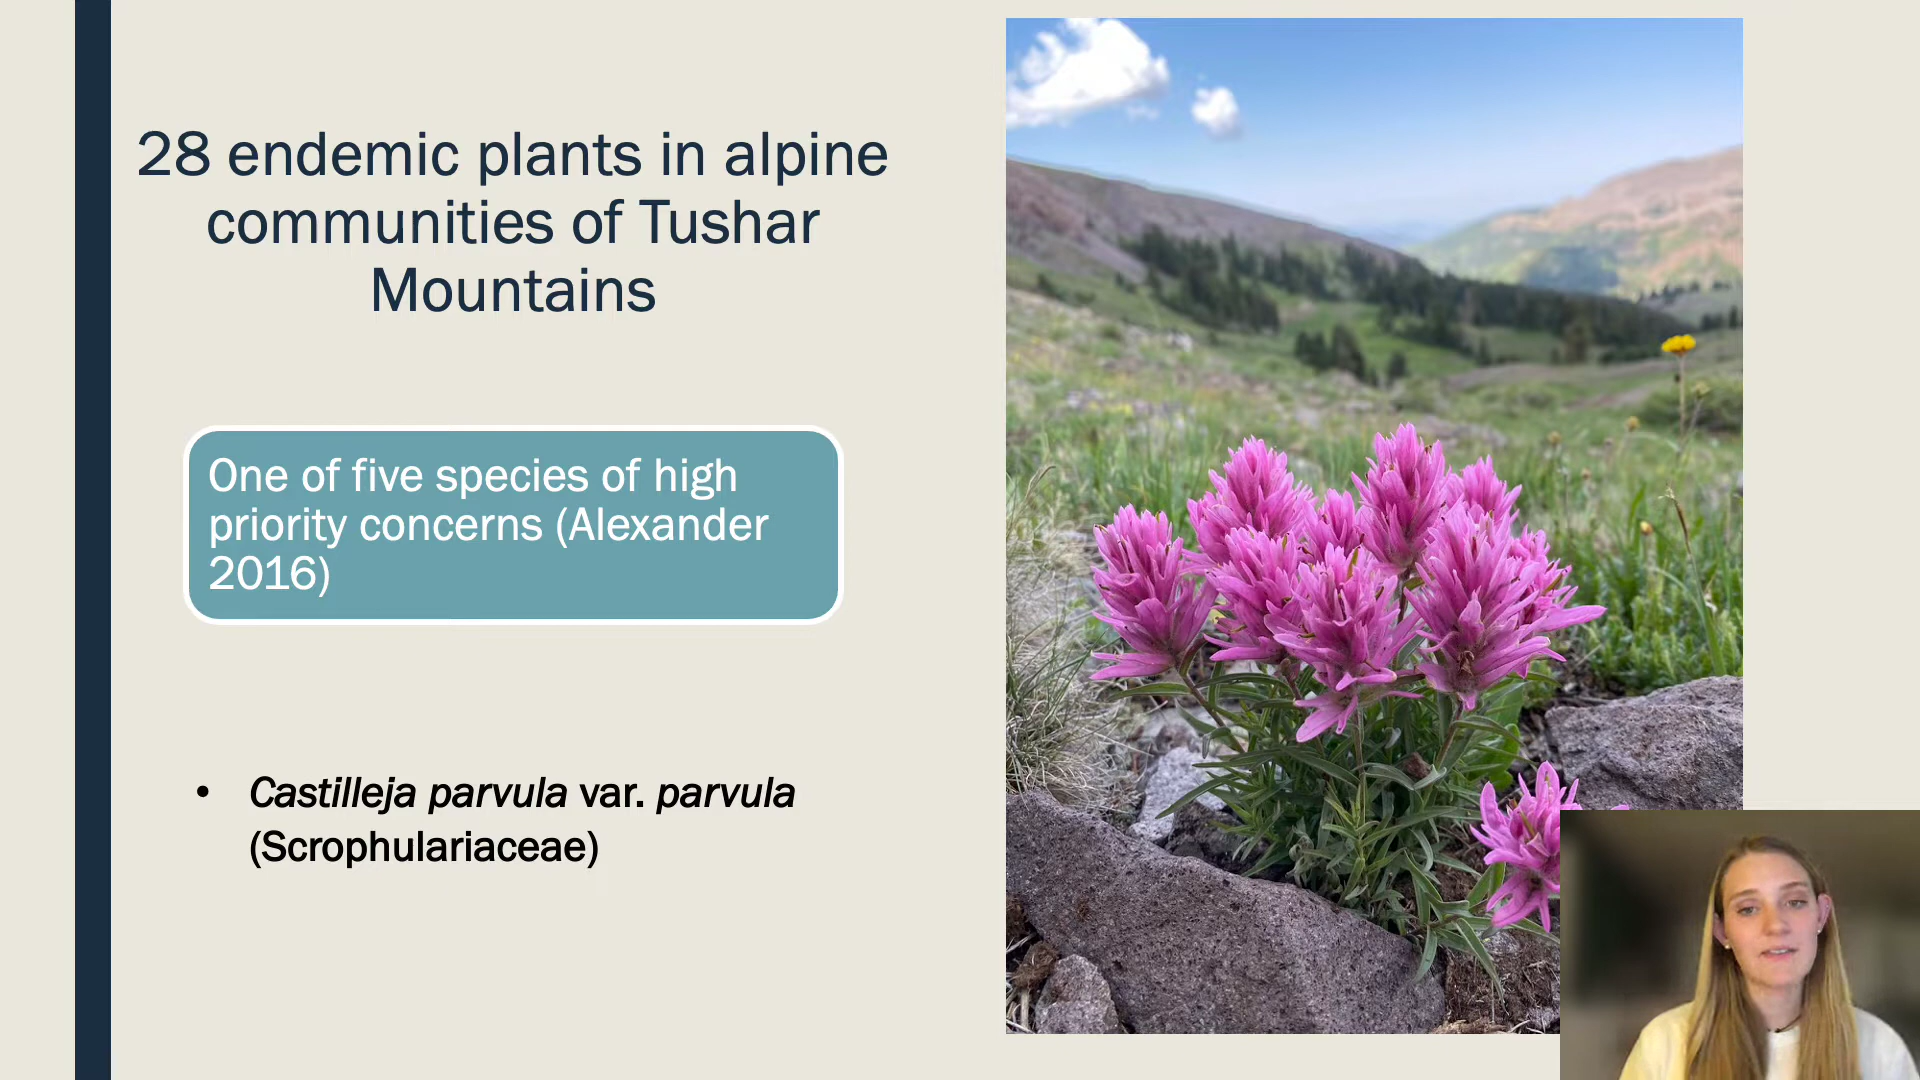 28 endemic plants in alpine
communities of Tushar
Mountains
One of five species of high
priority concerns (Alexander
2016)
• Castilleja parvula var. parvula
(Scrophulariaceae)